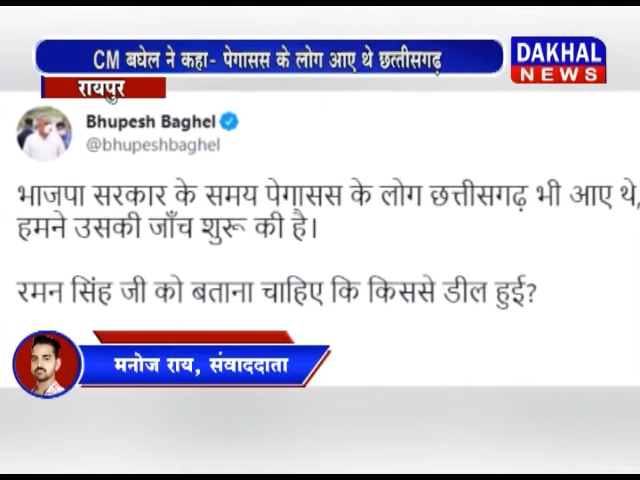 CM बघेल ने कहा- पेगासस के लोग आए थे छत्तीसगढ़
DAKHAL
NEWS
रायपुर
Bhupesh Baghel
@bhupeshbaghel
भाजपा सरकार के समय पेगासस के लोग छत्तीसगढ़ भी आए थे,
हमने उसकी जाँच शुरू की है।
रमन सिंह जी को बताना चाहिए कि किससे डील हुई?
मनोज राय, संवाददाता